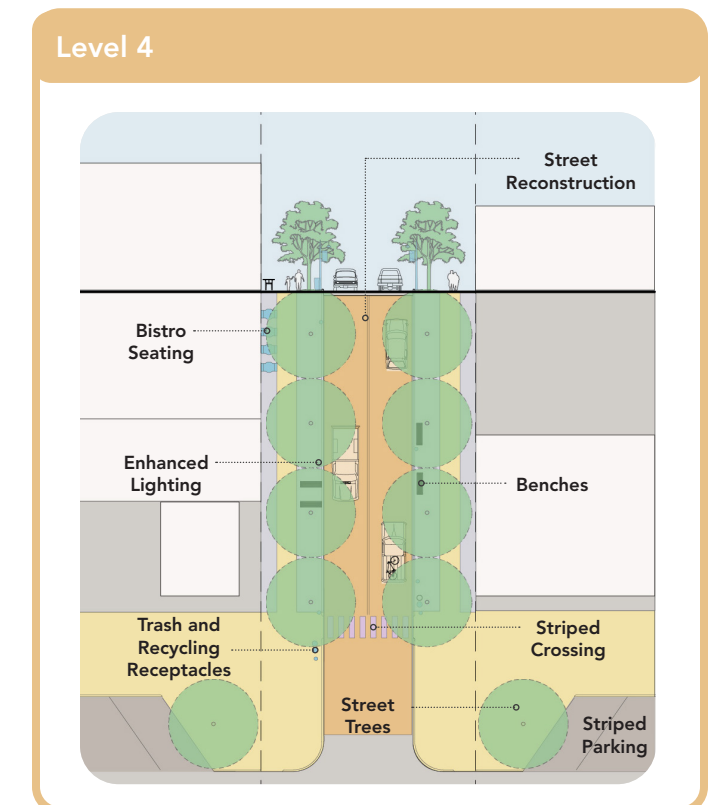 Level 4
Street
Reconstruction
Bistro
Seating
Enhanced
Lighting
Benches
Trash and
Recycling
Receptacles
Striped
Crossing
Street
Trees
Striped
Parking